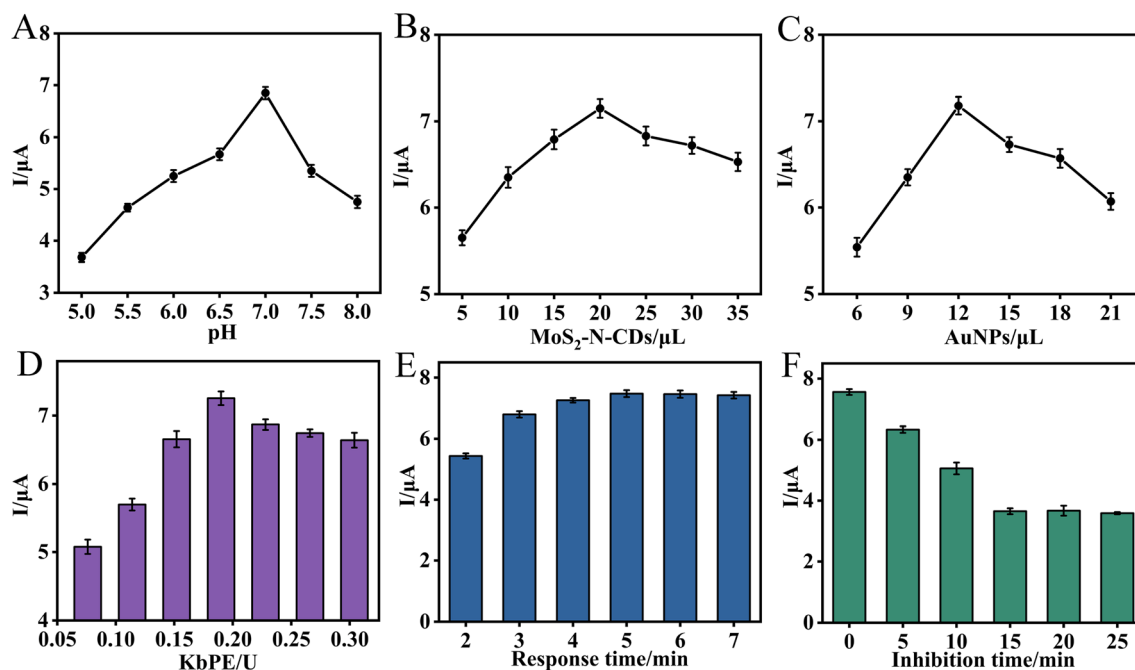 A
8
7
6
5
4
3
I/μA
5.0 5.5 6.0 6.5 7.0 7.5 8.0
pH
B
8
7
6
5
I/μA
5 10 15 20 25 30 35
MoS₂-N-CDs/μL
C
8
7
6
5
I/μA
6 9 12 15 18 21
AuNPs/μL
D
7
6
5
4
I/μA
0.05 0.10 0.15 0.20 0.25 0.30
KbPE/U
E
8
6
4
2
0
I/μA
2 3 4 5 6 7
Response time/min
F
8
6
4
2
0
I/μA
0 5 10 15 20 25
Inhibition time/min